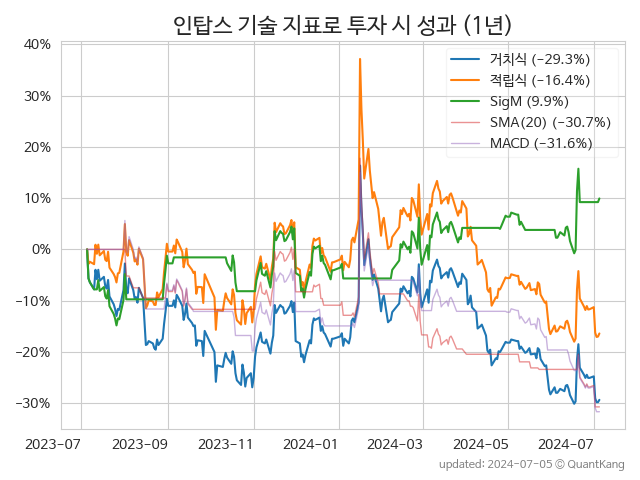 인탑스 기술 지표로 투자 시 성과 (1년)
40%
30%
20%
10%
0%
−10%
−20%
−30%
거치식 (−29.3%)
적립식 (−16.4%)
SigM (9.9%)
SMA(20) (−30.7%)
MACD (−31.6%)
2023-07
2023-09
2023-11
2024-01
2024-03
2024-05
2024-07
updated: 2024-07-05 © QuantKang